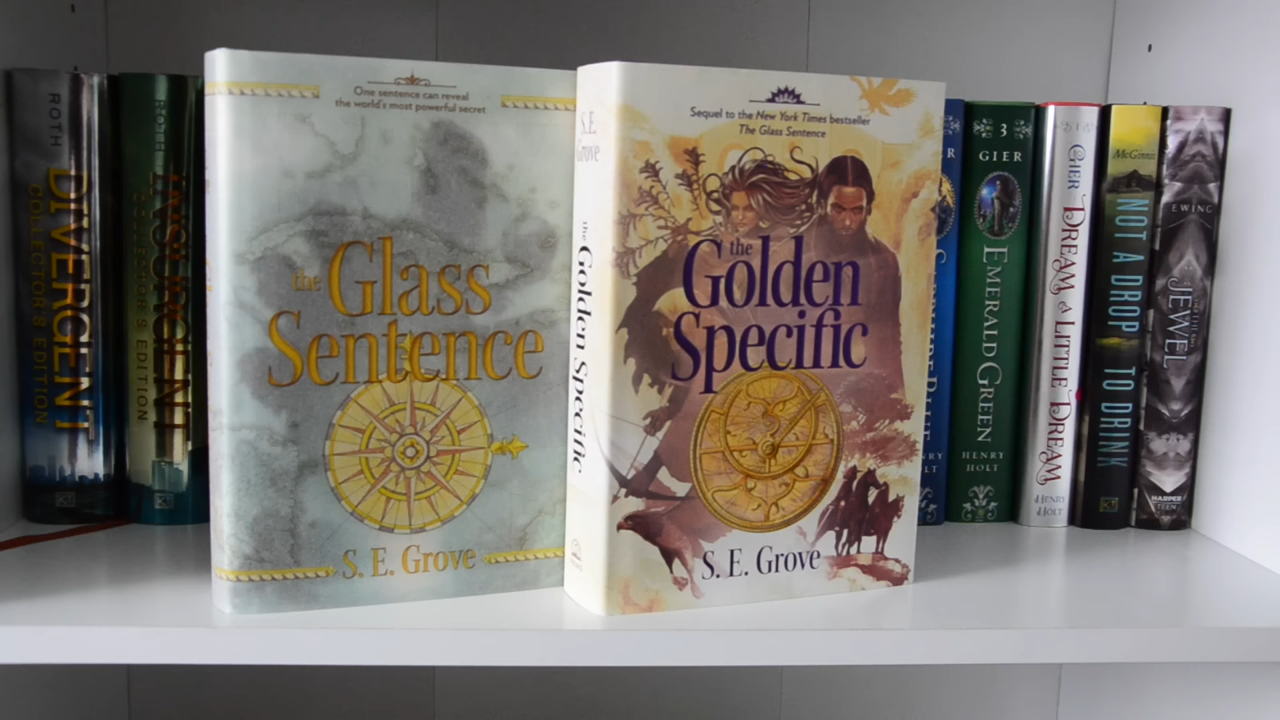 ROTH
DIVERGENT
COLLECTOR'S EDITION
INSURGENT
COLLECTOR'S EDITION
One sentence can reveal
the world's most powerful secret
the Glass
Sentence
S. E. Grove
S.E.
Grove
the Golden Specific
Sequel to the New York Times bestseller
The Glass Sentence
the
Golden
Specific
S. E. Grove
3
GIER
EMERALD GREEN
HENRY
HOLT
GIER
DREAM A LITTLE DREAM
HENRY
HOLT
McGinnis
NOT A DROP TO DRINK
EWING
JEWEL
HARPER
TEEN